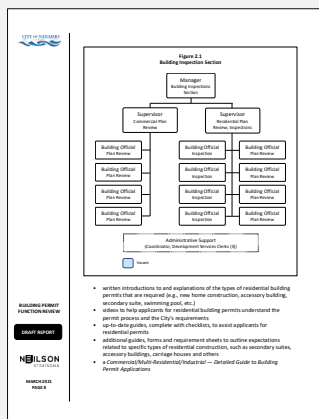 CITY OF NANAIMO
Figure 2.1
Building Inspection Section
Manager
Building Inspections
Section
Supervisor
Commercial Plan
Review
Supervisor
Residential Plan
Review, Inspections
Building Official
Plan Review
Building Official
Inspection
Building Official
Plan Review
Building Official
Plan Review
Building Official
Inspection
Building Official
Plan Review
Building Official
Plan Review
Building Official
Inspection
Building Official
Plan Review
Building Official
Plan Review
Building Official
Inspection
Building Official
Plan Review
Administrative Support
(Coordinator, Development Services Clerks (3))
Vacant
• written introductions to and explanations of the types of residential building
permits that are required (e.g., new home construction, accessory building,
secondary suite, swimming pool, etc.)
• videos to help applicants for residential building permits understand the
permit process and the City's requirements
• up-to-date guides, complete with checklists, to assist applicants for
residential permits
• additional guides, forms and requirement sheets to outline expectations
related to specific types of residential construction, such as secondary suites,
accessory buildings, carriage houses and others
• a Commercial/Multi-Residential/Industrial — Detailed Guide to Building
Permit Applications
BUILDING PERMIT
FUNCTION REVIEW
DRAFT REPORT
NEILSON
STRATEGIES
MARCH 2023
PAGE 8